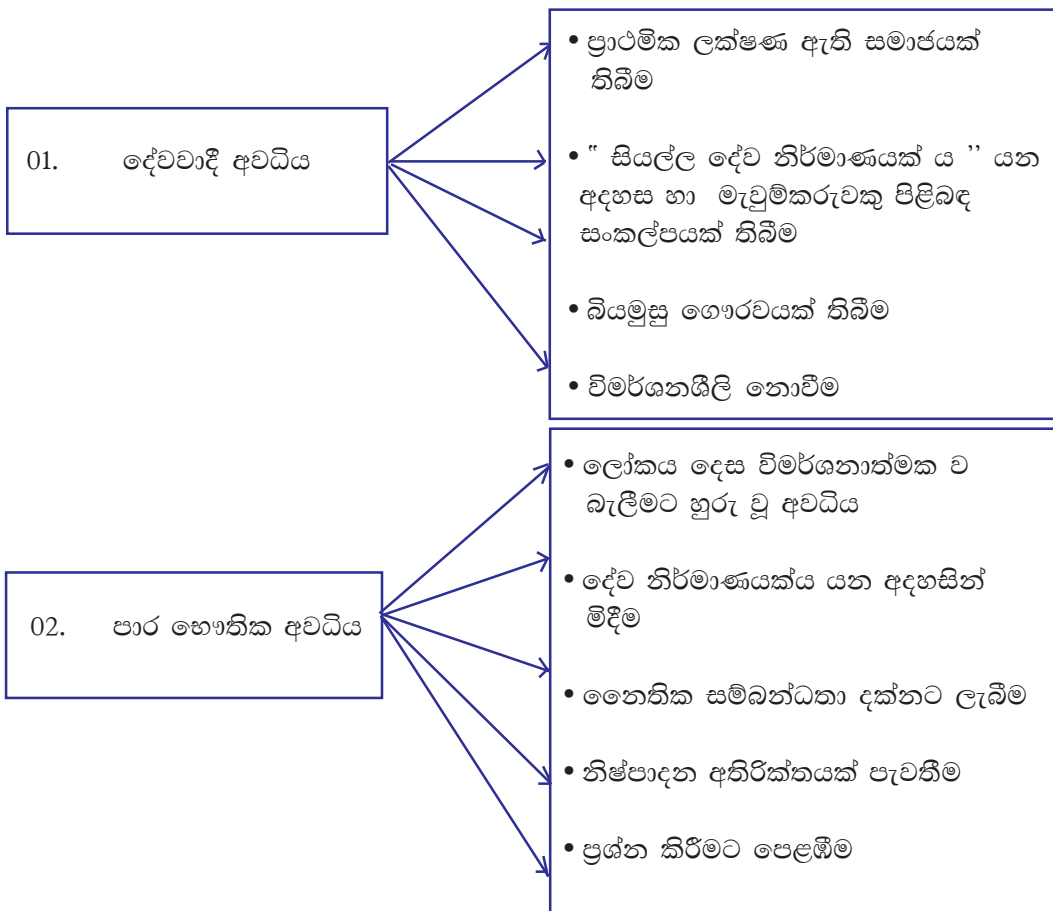 01. දේවවාදී අවධිය
• ප්‍රාථමික ලක්ෂණ ඇති සමාජයක්
තිබීම
• “ සියල්ල දේව නිර්මාණයක් ය ’’ යන
අදහස හා මැවුම්කරුවකු පිළිබඳ
සංකල්පයක් තිබීම
• බියමුසු ගෞරවයක් තිබීම
• විමර්ශනශීලි නොවීම
02. පාර භෞතික අවධිය
• ලෝකය දෙස විමර්ශනාත්මක ව
බැලීමට හුරු වූ අවධිය
• දේව නිර්මාණයක්ය යන අදහසින්
මිදීම
• නෛතික සම්බන්ධතා දක්නට ලැබීම
• නිෂ්පාදන අතිරික්තයක් පැවතීම
• ප්‍රශ්න කිරීමට පෙළඹීම